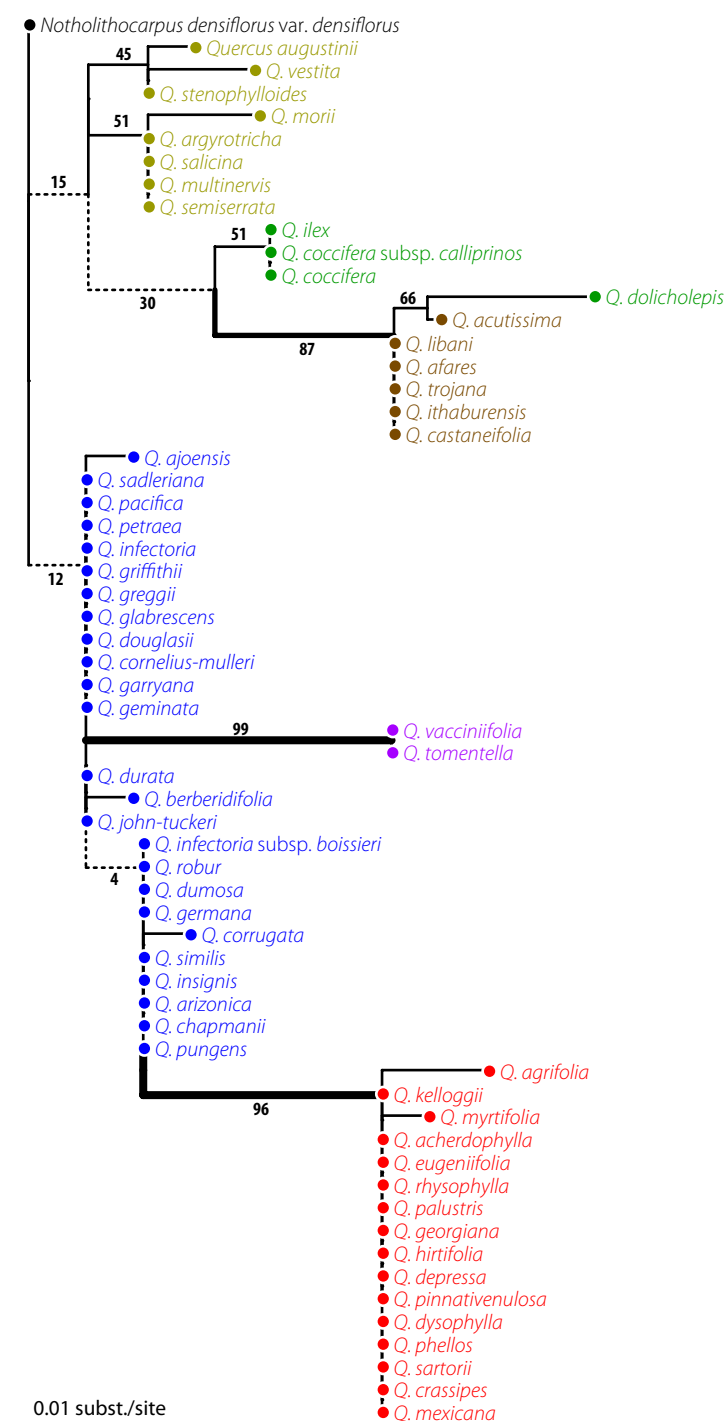 Notholithocarpus densiflorus var. densiflorus
45
Quercus augustinii
Q. vestita
Q. stenophylloides
51
Q. morii
Q. argyrotricha
Q. salicina
Q. multinervis
Q. semiserrata
15
51
Q. ilex
Q. coccifera subsp. calliprinos
Q. coccifera
30
66
Q. dolicholepis
Q. acutissima
87
Q. libani
Q. afares
Q. trojana
Q. ithaburensis
Q. castaneifolia
Q. ajoensis
Q. sadleriana
Q. pacifica
Q. petraea
Q. infectoria
12
Q. griffithii
Q. greggii
Q. glabrescens
Q. douglasii
Q. cornelius-mulleri
Q. garryana
Q. geminata
99
Q. vacciniifolia
Q. tomentella
Q. durata
Q. berberidifolia
Q. john-tuckeri
Q. infectoria subsp. boissieri
4
Q. robur
Q. dumosa
Q. germana
Q. corrugata
Q. similis
Q. insignis
Q. arizonica
Q. chapmanii
Q. pungens
Q. agrifolia
96
Q. kelloggii
Q. myrtifolia
Q. acherdophylla
Q. eugeniifolia
Q. rhysophylla
Q. palustris
Q. georgiana
Q. hirtifolia
Q. depressa
Q. pinnativenulosa
Q. dysophylla
Q. phellos
Q. sartorii
Q. crassipes
Q. mexicana
0.01 subst./site